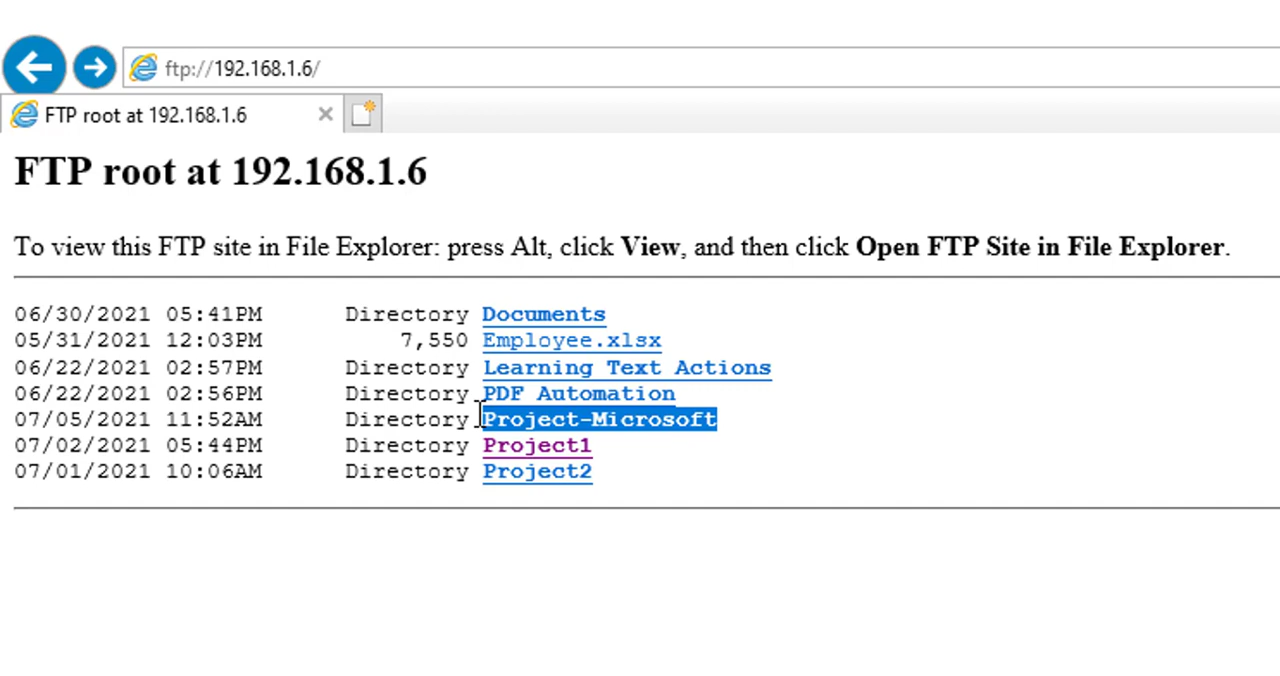 ftp://192.168.1.6/
FTP root at 192.168.1.6
FTP root at 192.168.1.6
To view this FTP site in File Explorer: press Alt, click View, and then click Open FTP Site in File Explorer.
06/30/2021 05:41PM Directory Documents
05/31/2021 12:03PM 7,550 Employee.xlsx
06/22/2021 02:57PM Directory Learning Text Actions
06/22/2021 02:56PM Directory PDF Automation
07/05/2021 11:52AM Directory Project-Microsoft
07/02/2021 05:44PM Directory Project1
07/01/2021 10:06AM Directory Project2